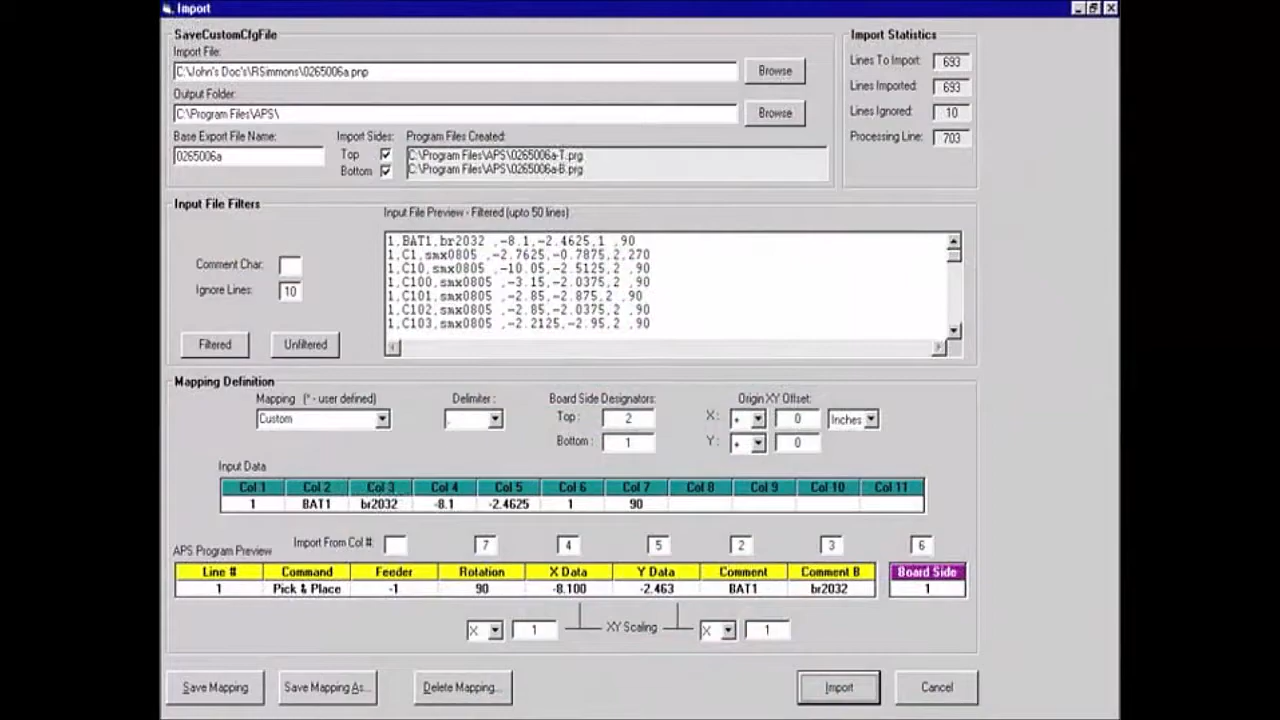 Import
SaveCustomCfgFile
Import File:
C:\John's Doc's\RSimmons\0265006a.pnp
Browse
Output Folder:
C:\Program Files\APS\
Browse
Base Export File Name:
0265006a
Import Sides:
Top
Bottom
Program Files Created:
C:\Program Files\APS\0265006a-T.prg
C:\Program Files\APS\0265006a-B.prg
Import Statistics
Lines To Import: 693
Lines Imported: 693
Lines Ignored: 10
Processing Line: 703
Input File Filters
Input File Preview - Filtered (upto 50 lines)
Comment Char:
Ignore Lines: 10
Filtered Unfiltered
1,BAT1,br2032 ,-8.1,-2.4625,1 ,90
1,C1,smx0805 ,-2.7625,-0.7875,2,270
1,C10,smx0805 ,-10.05,-2.5125,2 ,90
1,C100,smx0805 ,-3.15,-2.0375,2 ,90
1,C101,smx0805 ,-2.85,-2.875,2 ,90
1,C102,smx0805 ,-2.85,-2.0375,2 ,90
1,C103,smx0805 ,-2.2125,-2.95,2 ,90
Mapping Definition
Mapping (* - user defined)
Custom
Delimiter :
,
Board Side Designators:
Top : 2
Bottom : 1
Origin XY Offset:
X : + 0 Inches
Y : + 0
Input Data
Col 1 Col 2 Col 3 Col 4 Col 5 Col 6 Col 7 Col 8 Col 9 Col 10 Col 11
1 BAT1 br2032 -8.1 -2.4625 1 90
Import From Col #: 7 4 5 2 3 6
APS Program Preview
Line # Command Feeder Rotation X Data Y Data Comment Comment B Board Side
1 Pick & Place -1 90 -8.100 -2.463 BAT1 br2032 1
X 1 XY Scaling X 1
Save Mapping Save Mapping As... Delete Mapping... Import Cancel